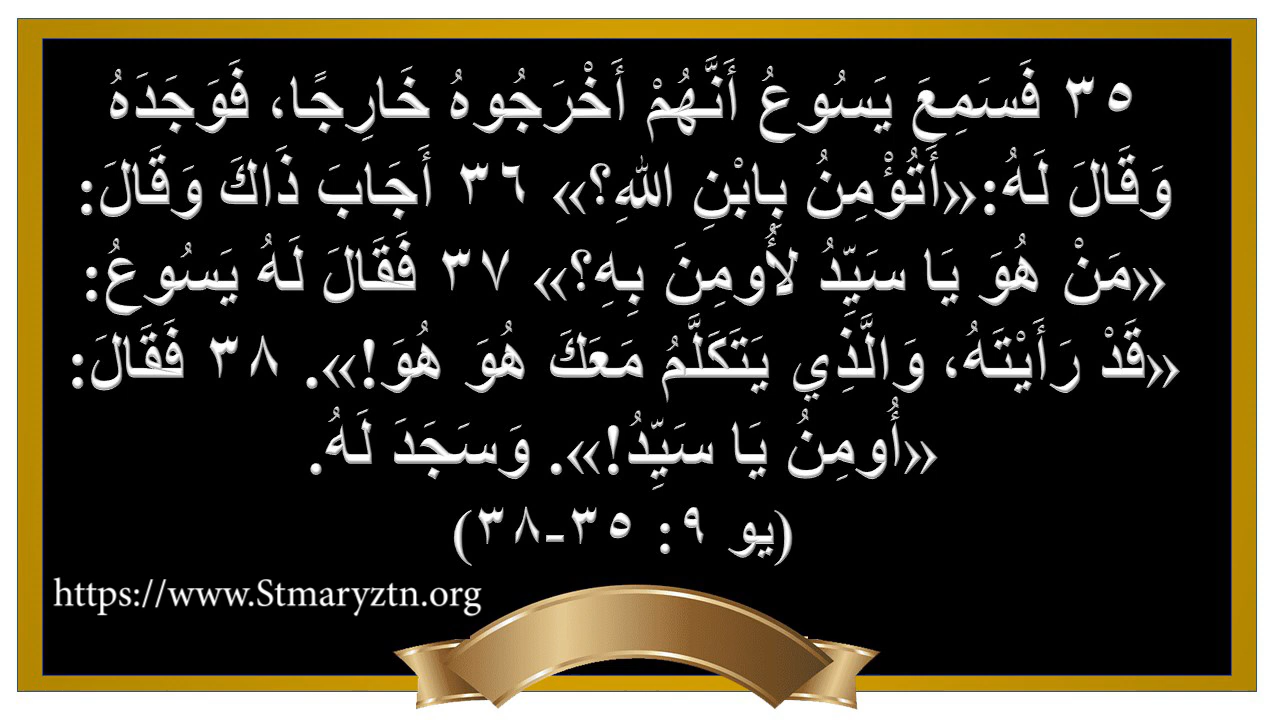 ٣٥ فَسَمِعَ يَسُوعُ أَنَّهُمْ أَخْرَجُوهُ خَارِجًا، فَوَجَدَهُ
وَقَالَ لَهُ:«أَتُؤْمِنُ بِابْنِ اللهِ؟» ٣٦ أَجَابَ ذَاكَ وَقَالَ:
«مَنْ هُوَ يَا سَيِّدُ لأُومِنَ بِهِ؟» ٣٧ فَقَالَ لَهُ يَسُوعُ:
«قَدْ رَأَيْتَهُ، وَالَّذِي يَتَكَلَّمُ مَعَكَ هُوَ هُوَ!». ٣٨ فَقَالَ:
«أُومِنُ يَا سَيِّدُ!». وَسَجَدَ لَهُ.
(يو ٩: ٣٥-٣٨)
https://www.Stmaryztn.org